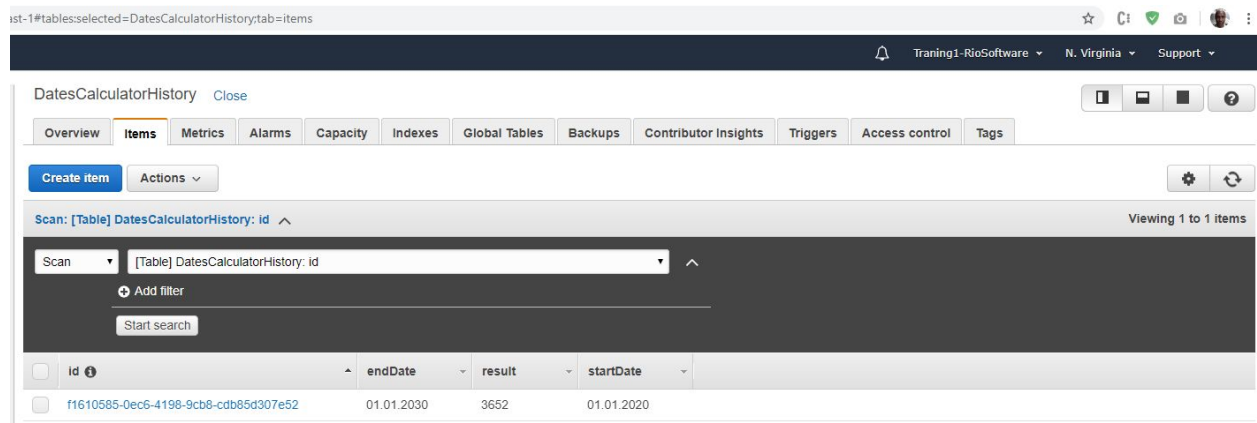 ast-1#tables:selected=DatesCalculatorHistory;tab=items
Traning1-RioSoftware N. Virginia Support
DatesCalculatorHistory Close
Overview Items Metrics Alarms Capacity Indexes Global Tables Backups Contributor Insights Triggers Access control Tags
Create item Actions
Scan: [Table] DatesCalculatorHistory: id Viewing 1 to 1 items
Scan [Table] DatesCalculatorHistory: id
Add filter
Start search
id endDate result startDate
f1610585-0ec6-4198-9cb8-cdb85d307e52 01.01.2030 3652 01.01.2020